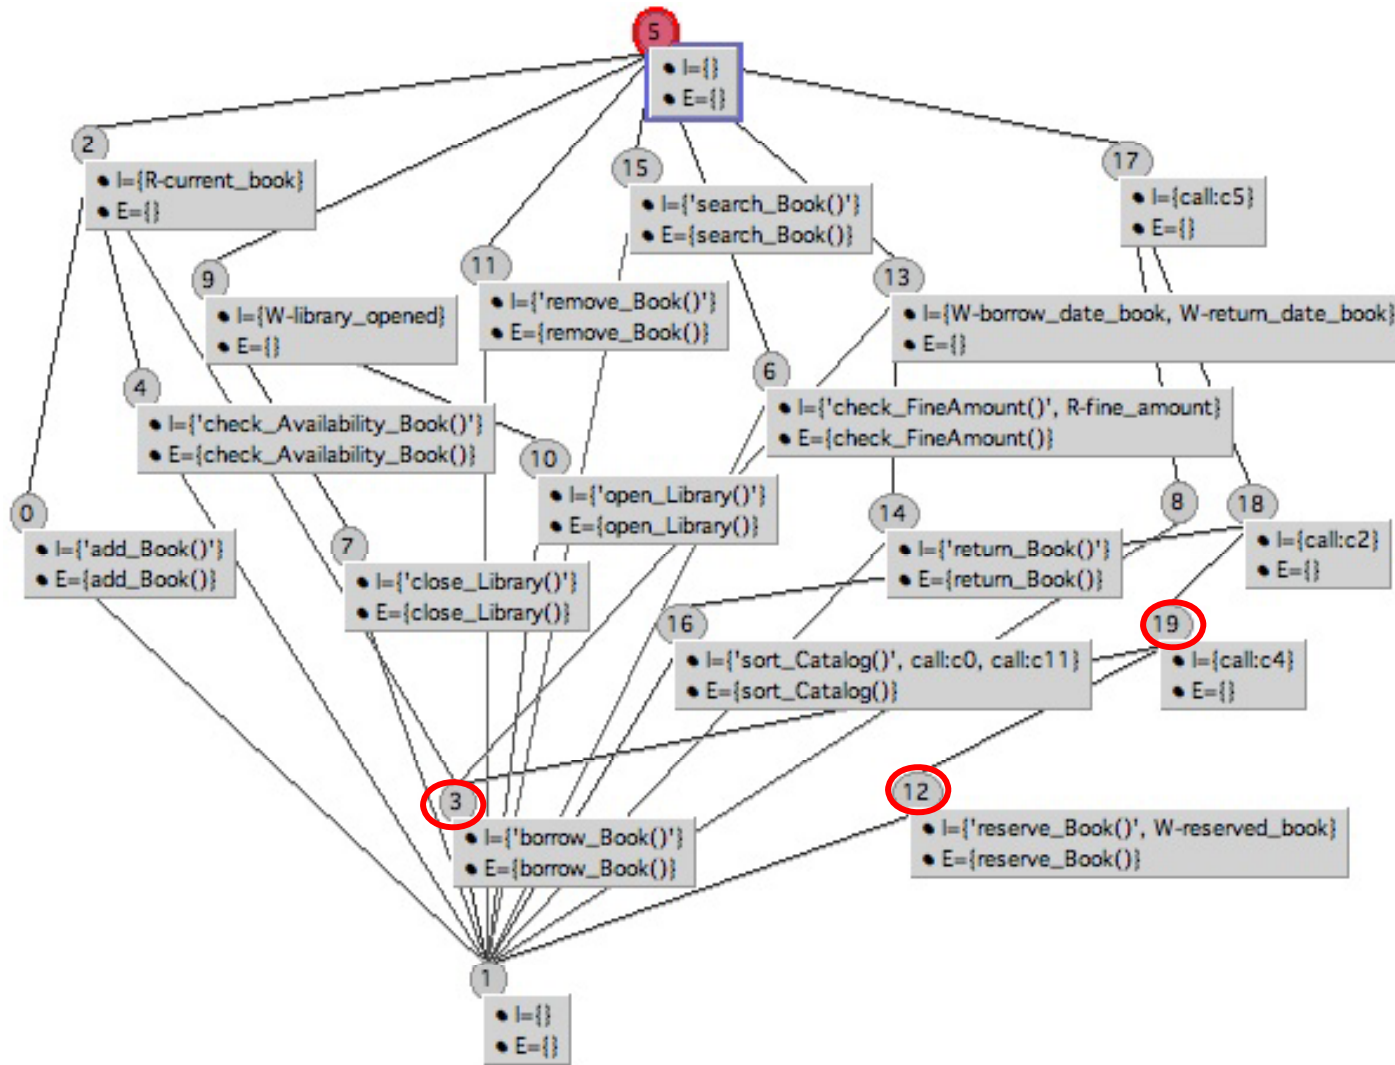 5
I={}
E={}
2
I={R-current_book}
E={}
15
I={'search_Book()'}
E={search_Book()}
17
I={call:c5}
E={}
9
I={W-library_opened}
E={}
11
I={'remove_Book()'}
E={remove_Book()}
13
I={W-borrow_date_book, W-return_date_book}
E={}
4
I={'check_Availability_Book()'}
E={check_Availability_Book()}
6
I={'check_FineAmount()', R-fine_amount}
E={check_FineAmount()}
10
I={'open_Library()'}
E={open_Library()}
0
I={'add_Book()'}
E={add_Book()}
7
I={'close_Library()'}
E={close_Library()}
14
I={'return_Book()'}
E={return_Book()}
8
18
I={call:c2}
E={}
16
I={'sort_Catalog()', call:c0, call:c11}
E={sort_Catalog()}
19
I={call:c4}
E={}
3
I={'borrow_Book()'}
E={borrow_Book()}
12
I={'reserve_Book()', W-reserved_book}
E={reserve_Book()}
1
I={}
E={}